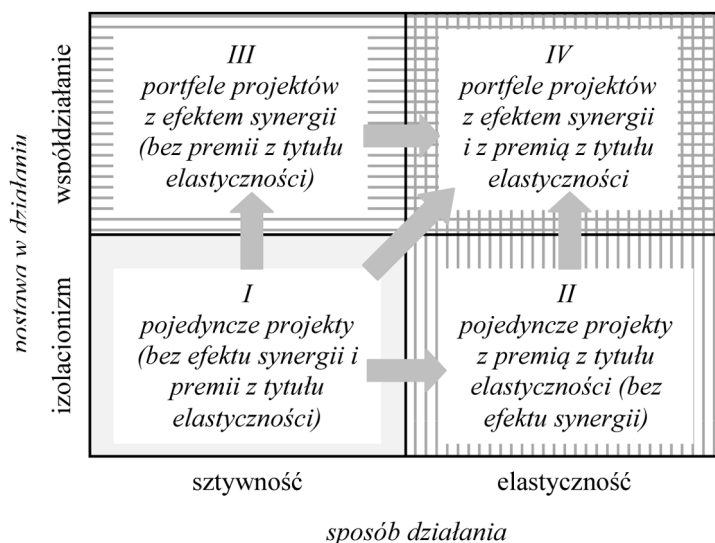 III
portfele projektów
z efektem synergii
(bez premii z tytułu
elastyczności)
IV
portfele projektów
z efektem synergii
i z premią z tytułu
elastyczności
współdziałanie
postawa w działaniu
izolacjonizm
I
pojedyncze projekty
(bez efektu synergii i
premii z tytułu
elastyczności)
II
pojedyncze projekty
z premią z tytułu
elastyczności (bez
efektu synergii)
sztywność
elastyczność
sposób działania